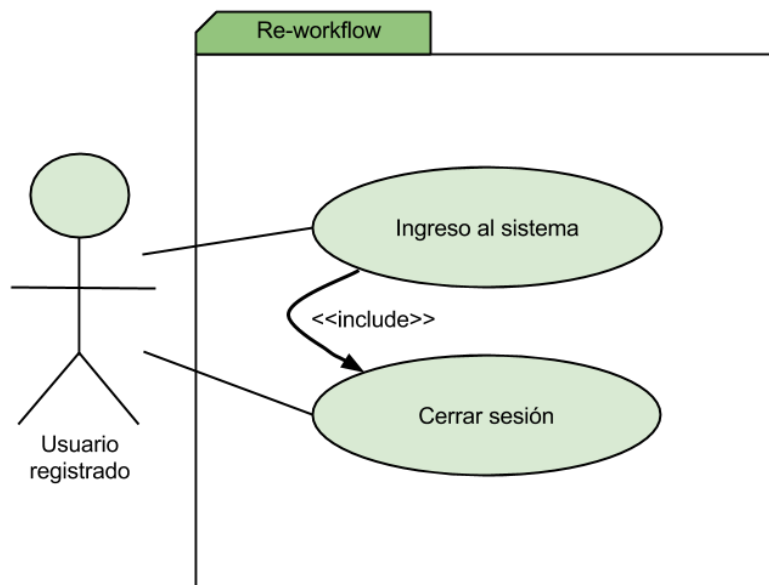 Re-workflow
Ingreso al sistema
<<include>>
Cerrar sesión
Usuario
registrado